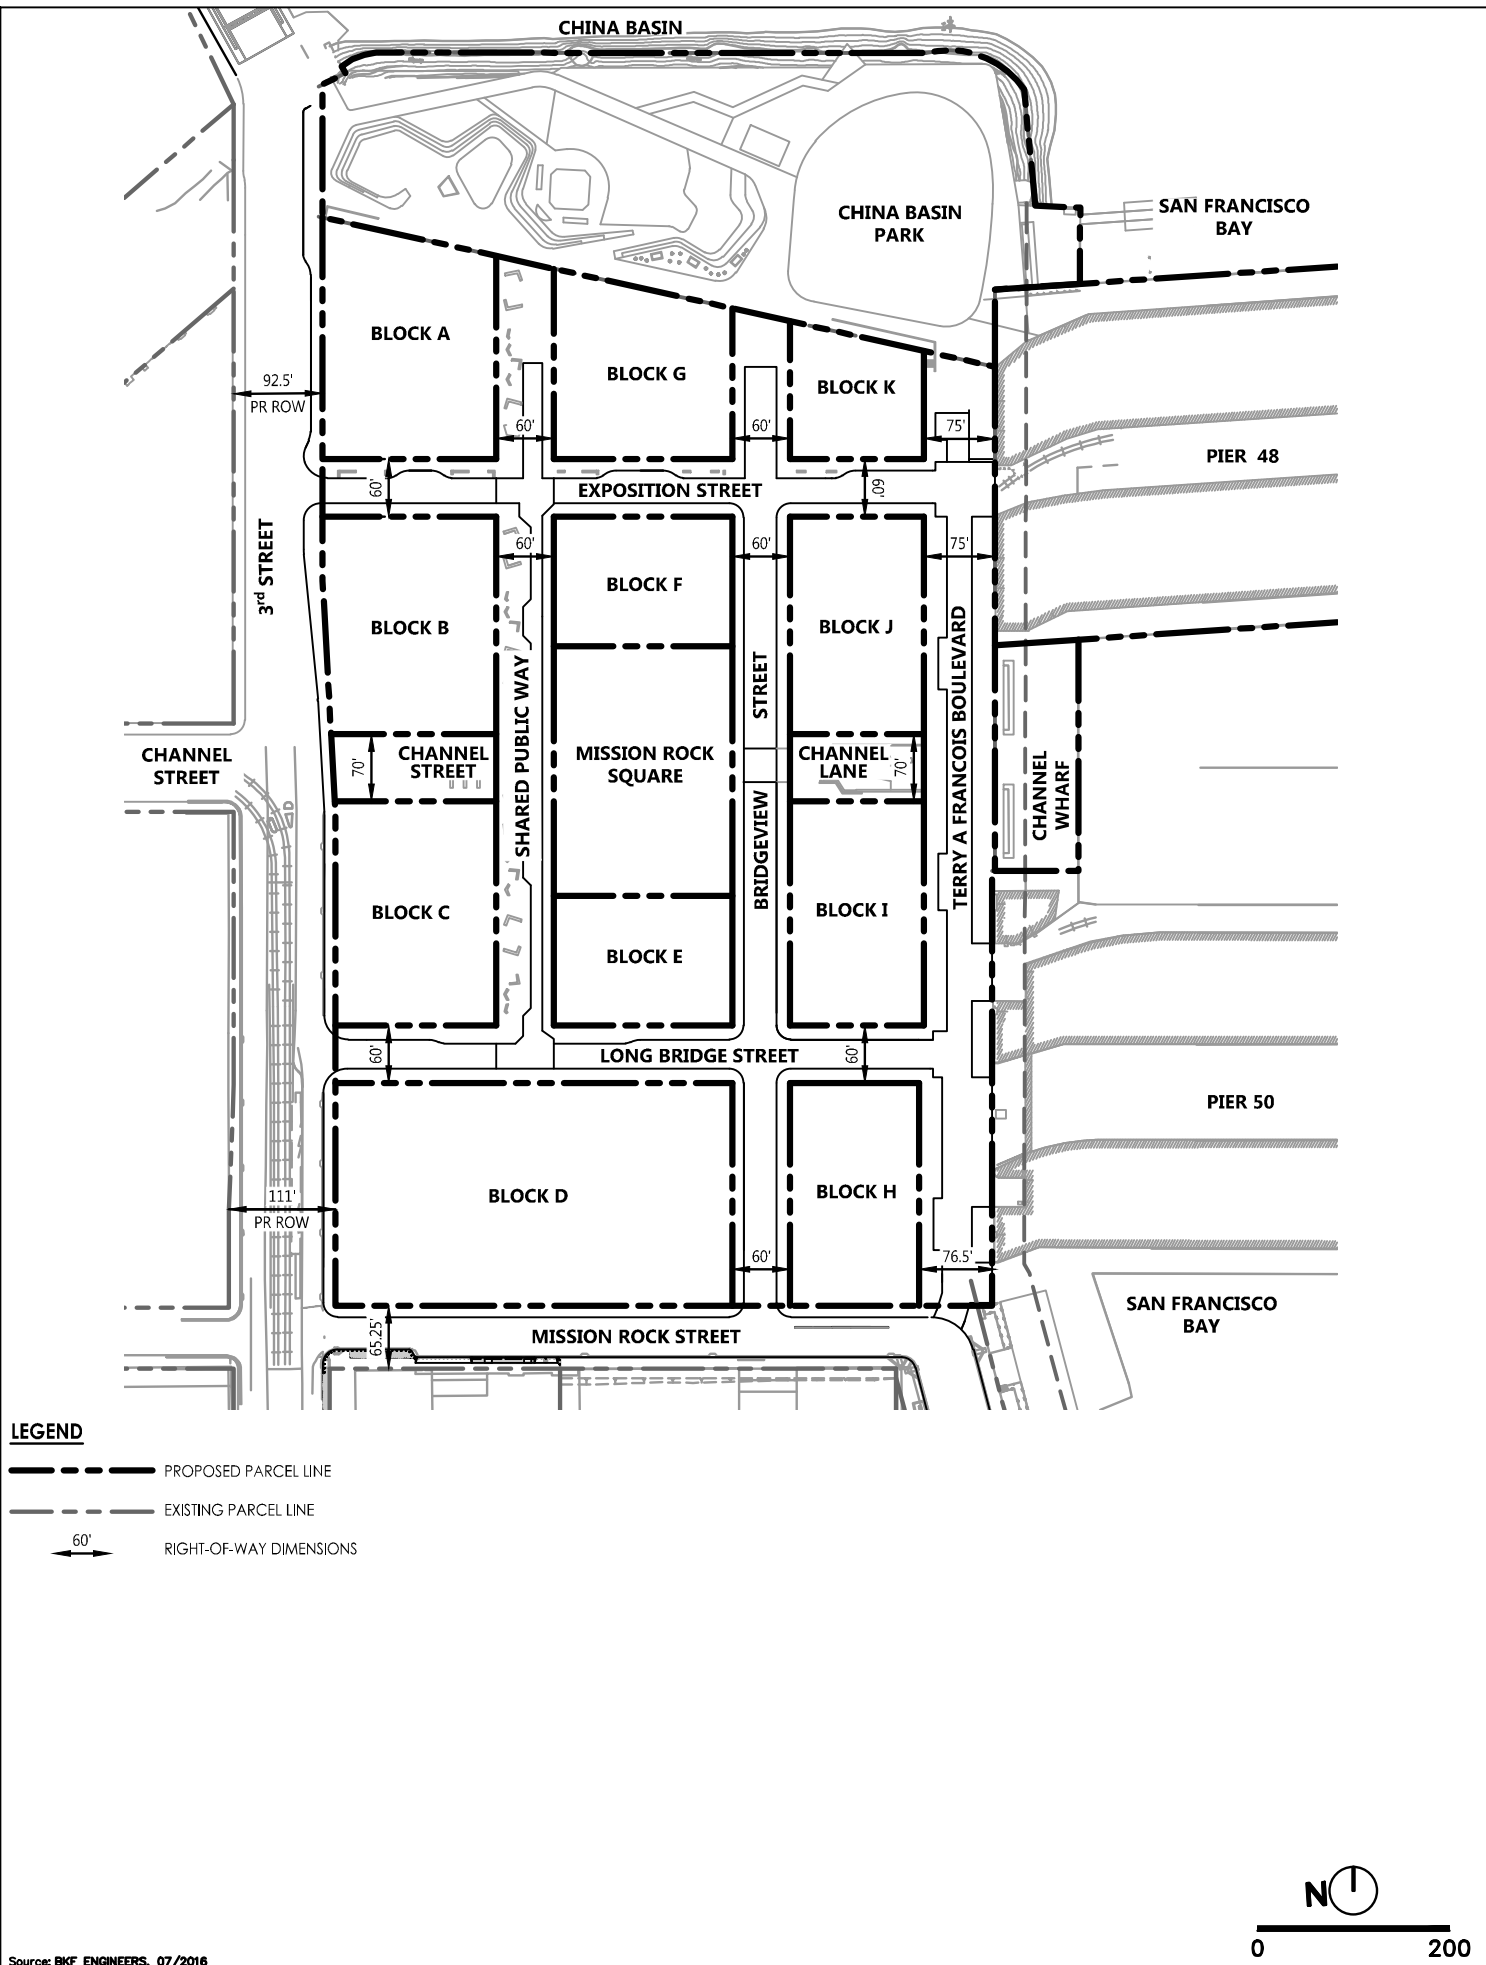 CHINA BASIN
SAN FRANCISCO
BAY
CHINA BASIN
PARK
BLOCK A
BLOCK G
BLOCK K
92.5'
PR ROW
60'
60'
75'
PIER 48
60'
EXPOSITION STREET
60'
3rd STREET
60'
60'
75'
BLOCK F
BLOCK B
BLOCK J
SHARED PUBLIC WAY
STREET
TERRY A FRANCOIS BOULEVARD
CHANNEL
STREET
70'
CHANNEL
STREET
MISSION ROCK
SQUARE
CHANNEL
LANE
70'
CHANNEL
WHARF
BRIDGEVIEW
BLOCK C
BLOCK I
BLOCK E
60'
LONG BRIDGE STREET
60'
PIER 50
BLOCK D
BLOCK H
111'
PR ROW
60'
76.5'
SAN FRANCISCO
BAY
65.25'
MISSION ROCK STREET
LEGEND
PROPOSED PARCEL LINE
EXISTING PARCEL LINE
60'
RIGHT-OF-WAY DIMENSIONS
N
0 200
Source: BKF ENGINEERS, 07/2016